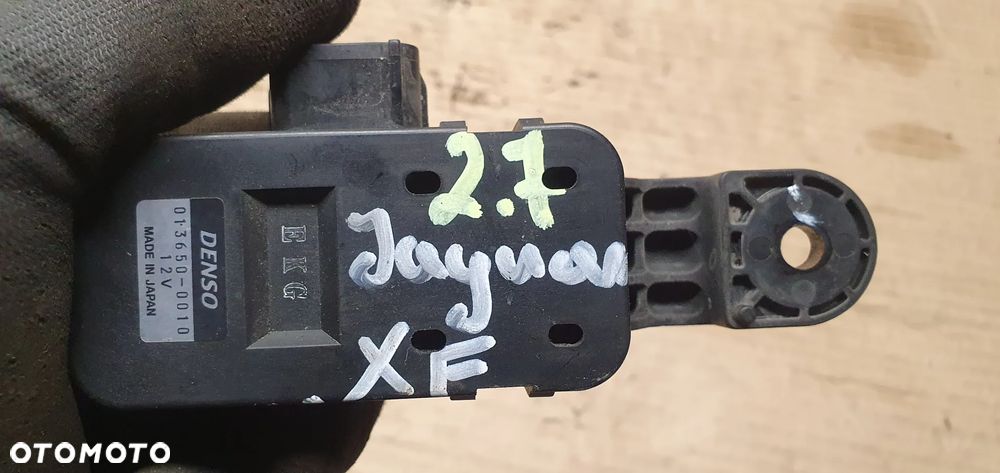 2.7
Jaguar
XF
DENSO
013650-0010
12V
MADE IN JAPAN
EKG
OTOMOTO